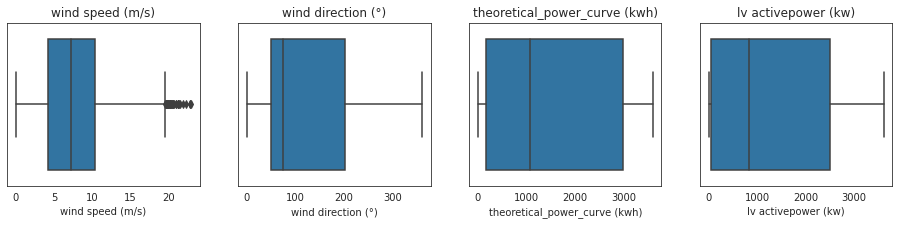 wind speed (m/s)
wind direction (°)
theoretical_power_curve (kwh)
lv activepower (kw)
0 5 10 15 20
0 100 200 300
0 1000 2000 3000
0 1000 2000 3000
wind speed (m/s)
wind direction (°)
theoretical_power_curve (kwh)
lv activepower (kw)